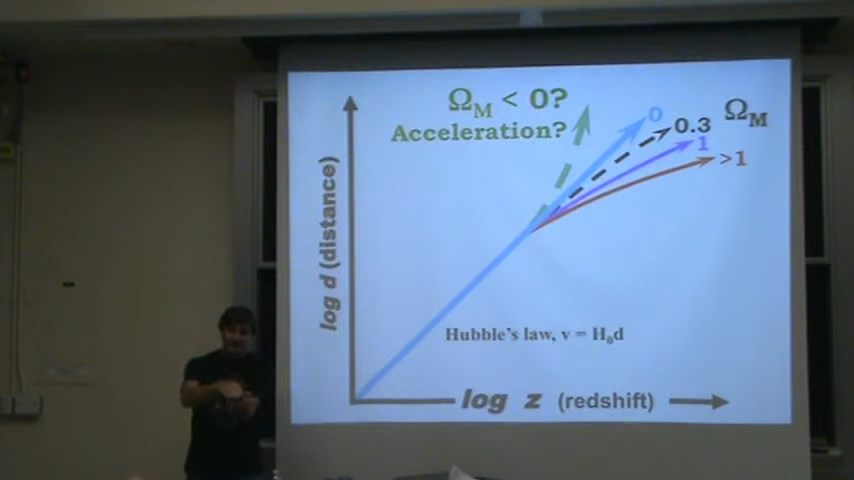 Ω_M < 0?
Acceleration?
0
0.3
Ω_M
1
>1
log d (distance)
Hubble's law, v = H₀d
log z (redshift)